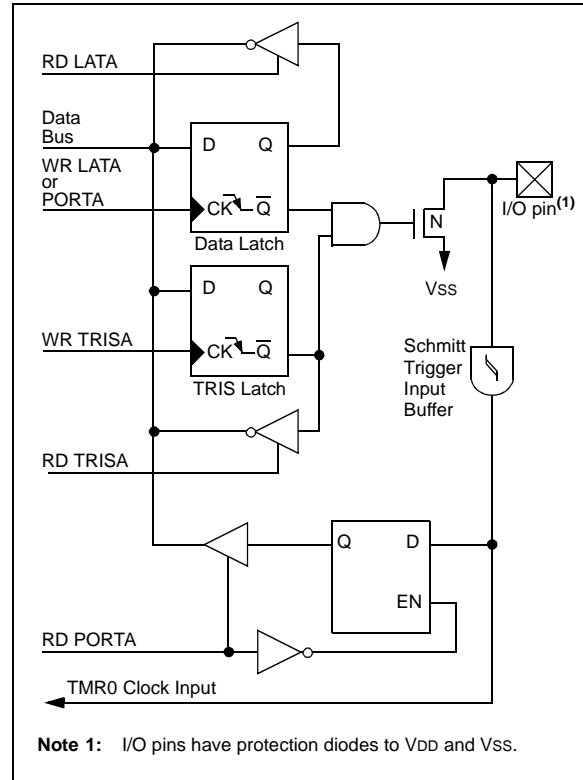 RD LATA
Data
Bus
WR LATA
or
PORTA
D Q
CK Q
Data Latch
N
I/O pin(1)
VSS
D Q
CK Q
WR TRISA
TRIS Latch
Schmitt
Trigger
Input
Buffer
RD TRISA
Q D
EN
RD PORTA
TMR0 Clock Input
Note 1: I/O pins have protection diodes to VDD and VSS.